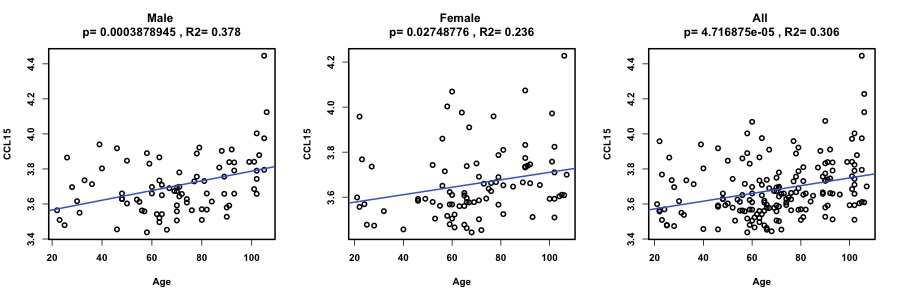 Male
p= 0.0003878945 , R2= 0.378
CCL15
4.4
4.2
4.0
3.8
3.6
3.4
20 40 60 80 100
Age
Female
p= 0.02748776 , R2= 0.236
CCL15
4.2
4.0
3.8
3.6
20 40 60 80 100
Age
All
p= 4.716875e-05 , R2= 0.306
CCL15
4.4
4.2
4.0
3.8
3.6
3.4
20 40 60 80 100
Age